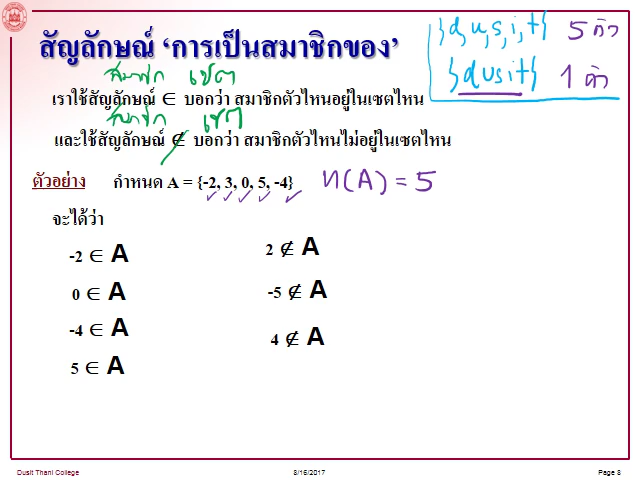 สัญลักษณ์ ‘การเป็นสมาชิกของ’
{d,u,s,i,t} 5 ตัว
{dusit} 1 ตัว
สมาชิก เซต
เราใช้สัญลักษณ์ ∈ บอกว่า สมาชิกตัวไหนอยู่ในเซตไหน
สมาชิก เซต
และใช้สัญลักษณ์ ∉ บอกว่า สมาชิกตัวไหนไม่อยู่ในเซตไหน
ตัวอย่าง กำหนด A = {-2, 3, 0, 5, -4} n(A) = 5
จะได้ว่า
-2 ∈ A
0 ∈ A
-4 ∈ A
5 ∈ A
2 ∉ A
-5 ∉ A
4 ∉ A
Dusit Thani College 8/16/2017 Page 8